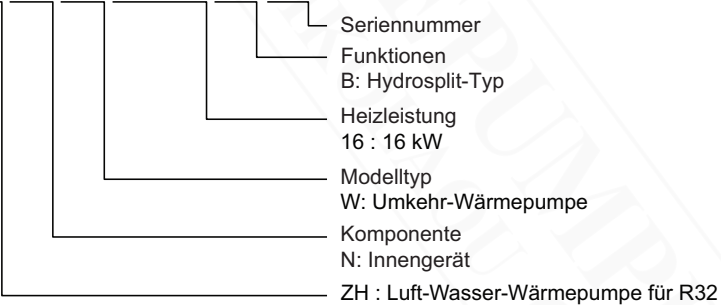 Seriennummer
Funktionen
B: Hydrosplit-Typ
Heizleistung
16 : 16 kW
Modelltyp
W: Umkehr-Wärmepumpe
Komponente
N: Innengerät
ZH : Luft-Wasser-Wärmepumpe für R32